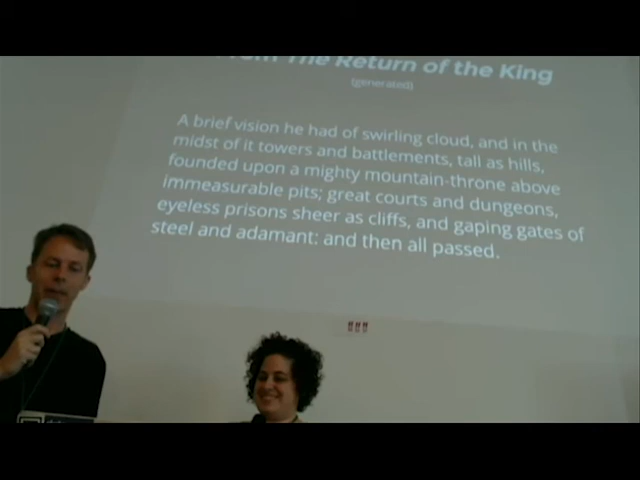 from The Return of the King
(generated)
A brief vision he had of swirling cloud, and in the
midst of it towers and battlements, tall as hills,
founded upon a mighty mountain-throne above
immeasurable pits; great courts and dungeons,
eyeless prisons sheer as cliffs, and gaping gates of
steel and adamant: and then all passed.